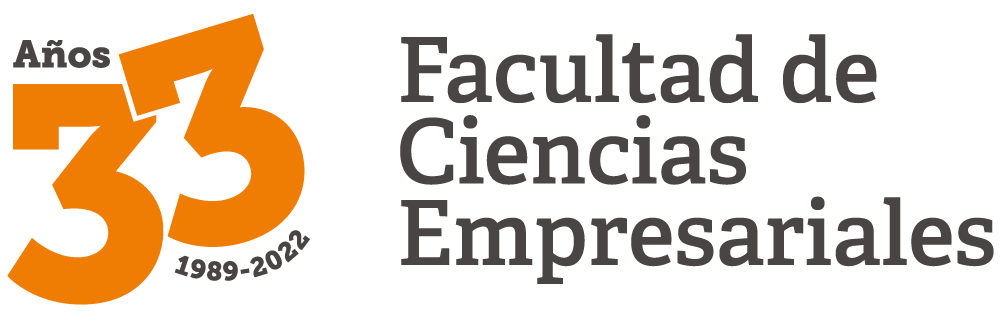 Años
33
1989-2022
Facultad de
Ciencias
Empresariales